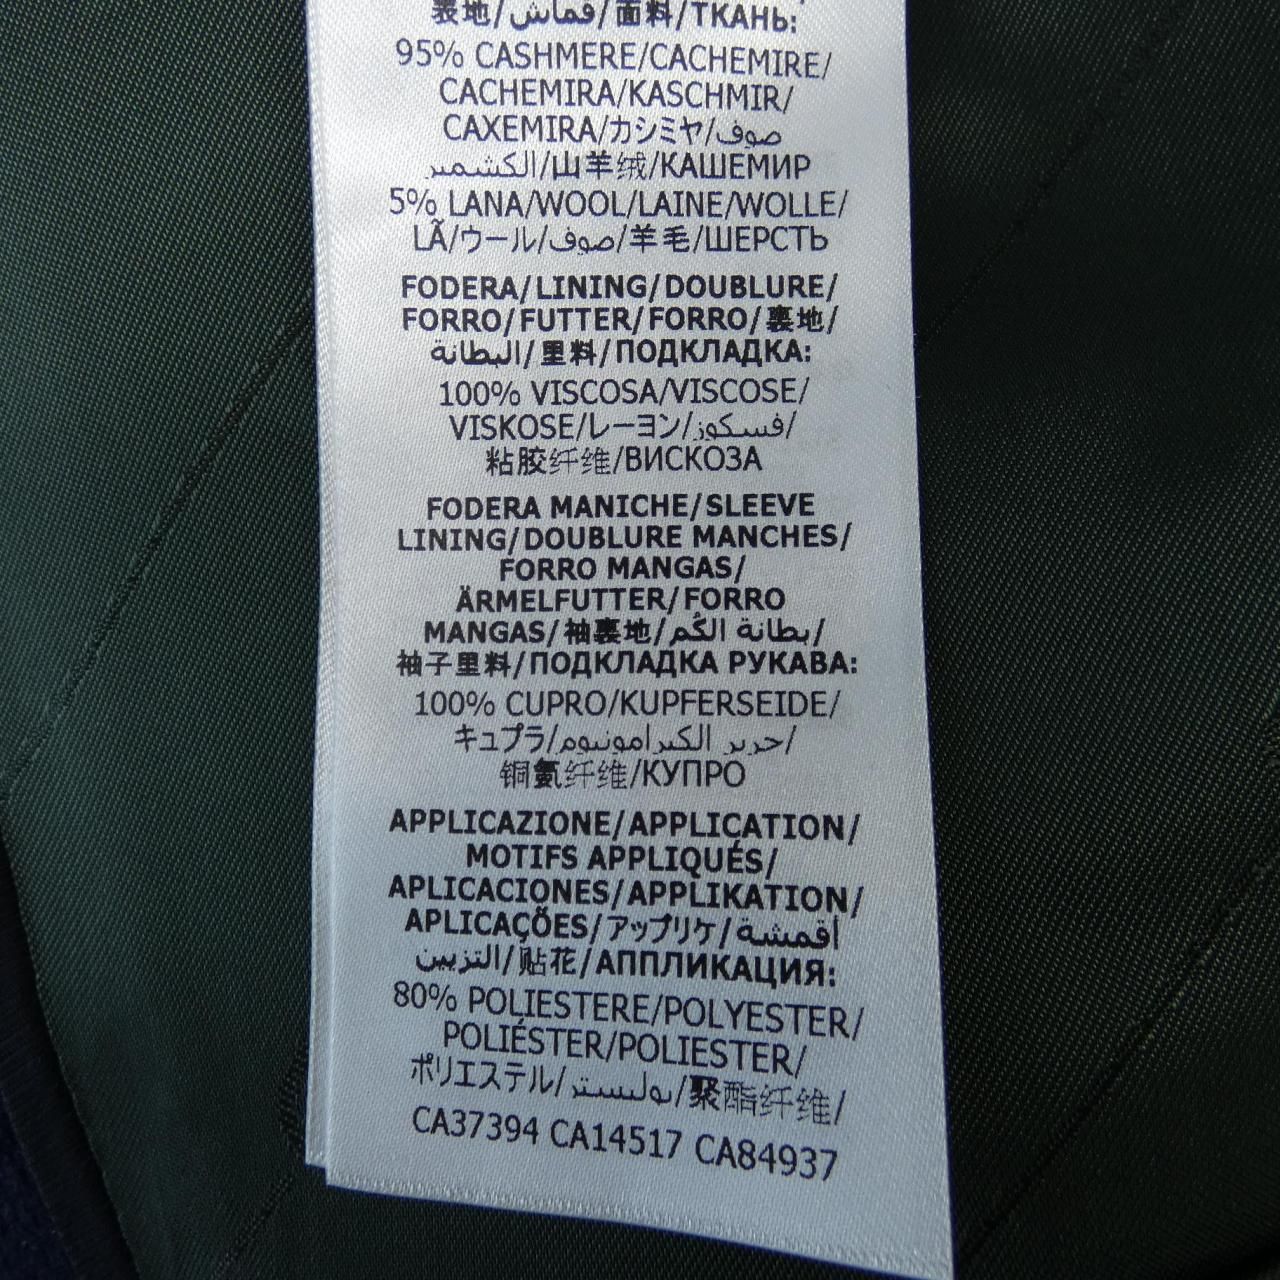 表地/قماش/面料/ТКАНЬ:
95% CASHMERE/CACHEMIRE/
CACHEMIRA/KASCHMIR/
CAXEMIRA/カシミヤ/صوف
الكشمير/山羊绒/КАШЕМИР
5% LANA/WOOL/LAINE/WOLLE/
LÃ/ウール/صوف/羊毛/ШЕРСТЬ
FODERA/LINING/DOUBLURE/
FORRO/FUTTER/FORRO/裏地/
البطانة/里料/ПОДКЛАДКА:
100% VISCOSA/VISCOSE/
VISKOSE/レーヨン/فسكوز/
粘胶纤维/ВИСКОЗА
FODERA MANICHE/SLEEVE
LINING/DOUBLURE MANCHES/
FORRO MANGAS/
ÄRMELFUTTER/FORRO
MANGAS/袖裏地/بطانة الكُم/
袖子里料/ПОДКЛАДКА РУКАВА:
100% CUPRO/KUPFERSEIDE/
キュプラ/حرير الكبرامونيوم/
铜氨纤维/КУПРО
APPLICAZIONE/APPLICATION/
MOTIFS APPLIQUÉS/
APLICACIONES/APPLIKATION/
APLICAÇÕES/アップリケ/أقمشة
التزيين/贴花/АППЛИКАЦИЯ:
80% POLIESTERE/POLYESTER/
POLIÉSTER/POLIESTER/
ポリエステル/بوليستر/聚酯纤维/
CA37394 CA14517 CA84937